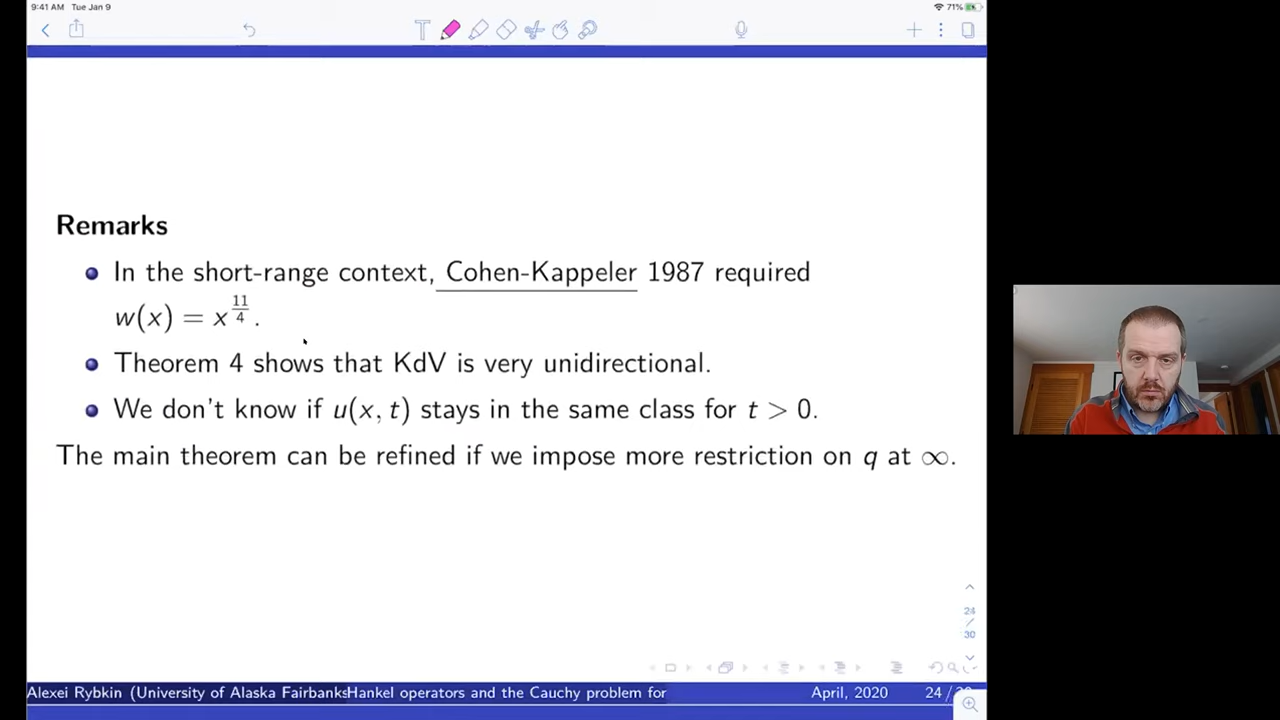 9:41 AM Tue Jan 9
71%
Remarks
In the short-range context, Cohen-Kappeler 1987 required
w(x) = x^{11/4}.
Theorem 4 shows that KdV is very unidirectional.
We don't know if u(x, t) stays in the same class for t > 0.
The main theorem can be refined if we impose more restriction on q at ∞.
24
/
30
Alexei Rybkin (University of Alaska Fairbanks Hankel operators and the Cauchy problem for April, 2020 24 /